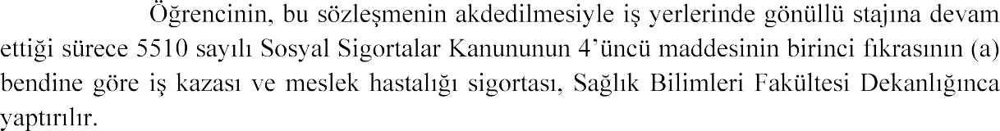 Öğrencinin, bu sözleşmenin akdedilmesiyle iş yerlerinde gönüllü stajına devam
ettiği sürece 5510 sayılı Sosyal Sigortalar Kanununun 4’üncü maddesinin birinci fıkrasının (a)
bendine göre iş kazası ve meslek hastalığı sigortası, Sağlık Bilimleri Fakültesi Dekanlığınca
yaptırılır.